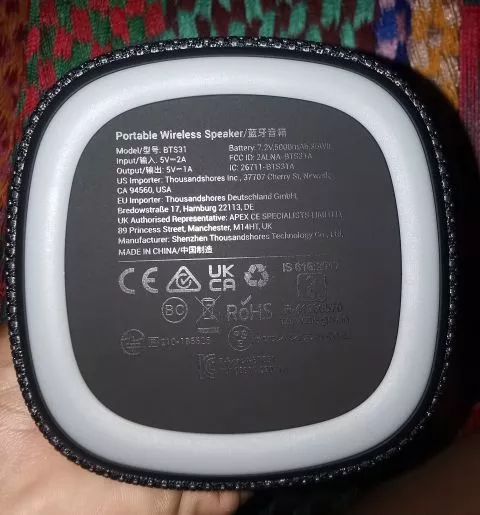 Portable Wireless Speaker/蓝牙音箱
Model/型号: BTS31
Battery: 7.2V,
Input/输入: 5V⎓2A
FCC ID: 2ALNA-BTS31A
Output/输出: 5V⎓1A
IC: 26711-BTS31A
US Importer: Thousandshores Inc., 37707 Cherry St, Newark,
CA 94560, USA
EU Importer: Thousandshores Deutschland GmbH,
Bredowstraße 17, Hamburg 22113, DE
UK Authorised Representative: APEX CE SPECIALISTS LIMITED,
89 Princess Street, Manchester, M14HT, UK
Manufacturer: Shenzhen Thousandshores Technology Co., Ltd.
MADE IN CHINA/中国制造
CE
UK
CA
IS 616:2017
BC
RoHS